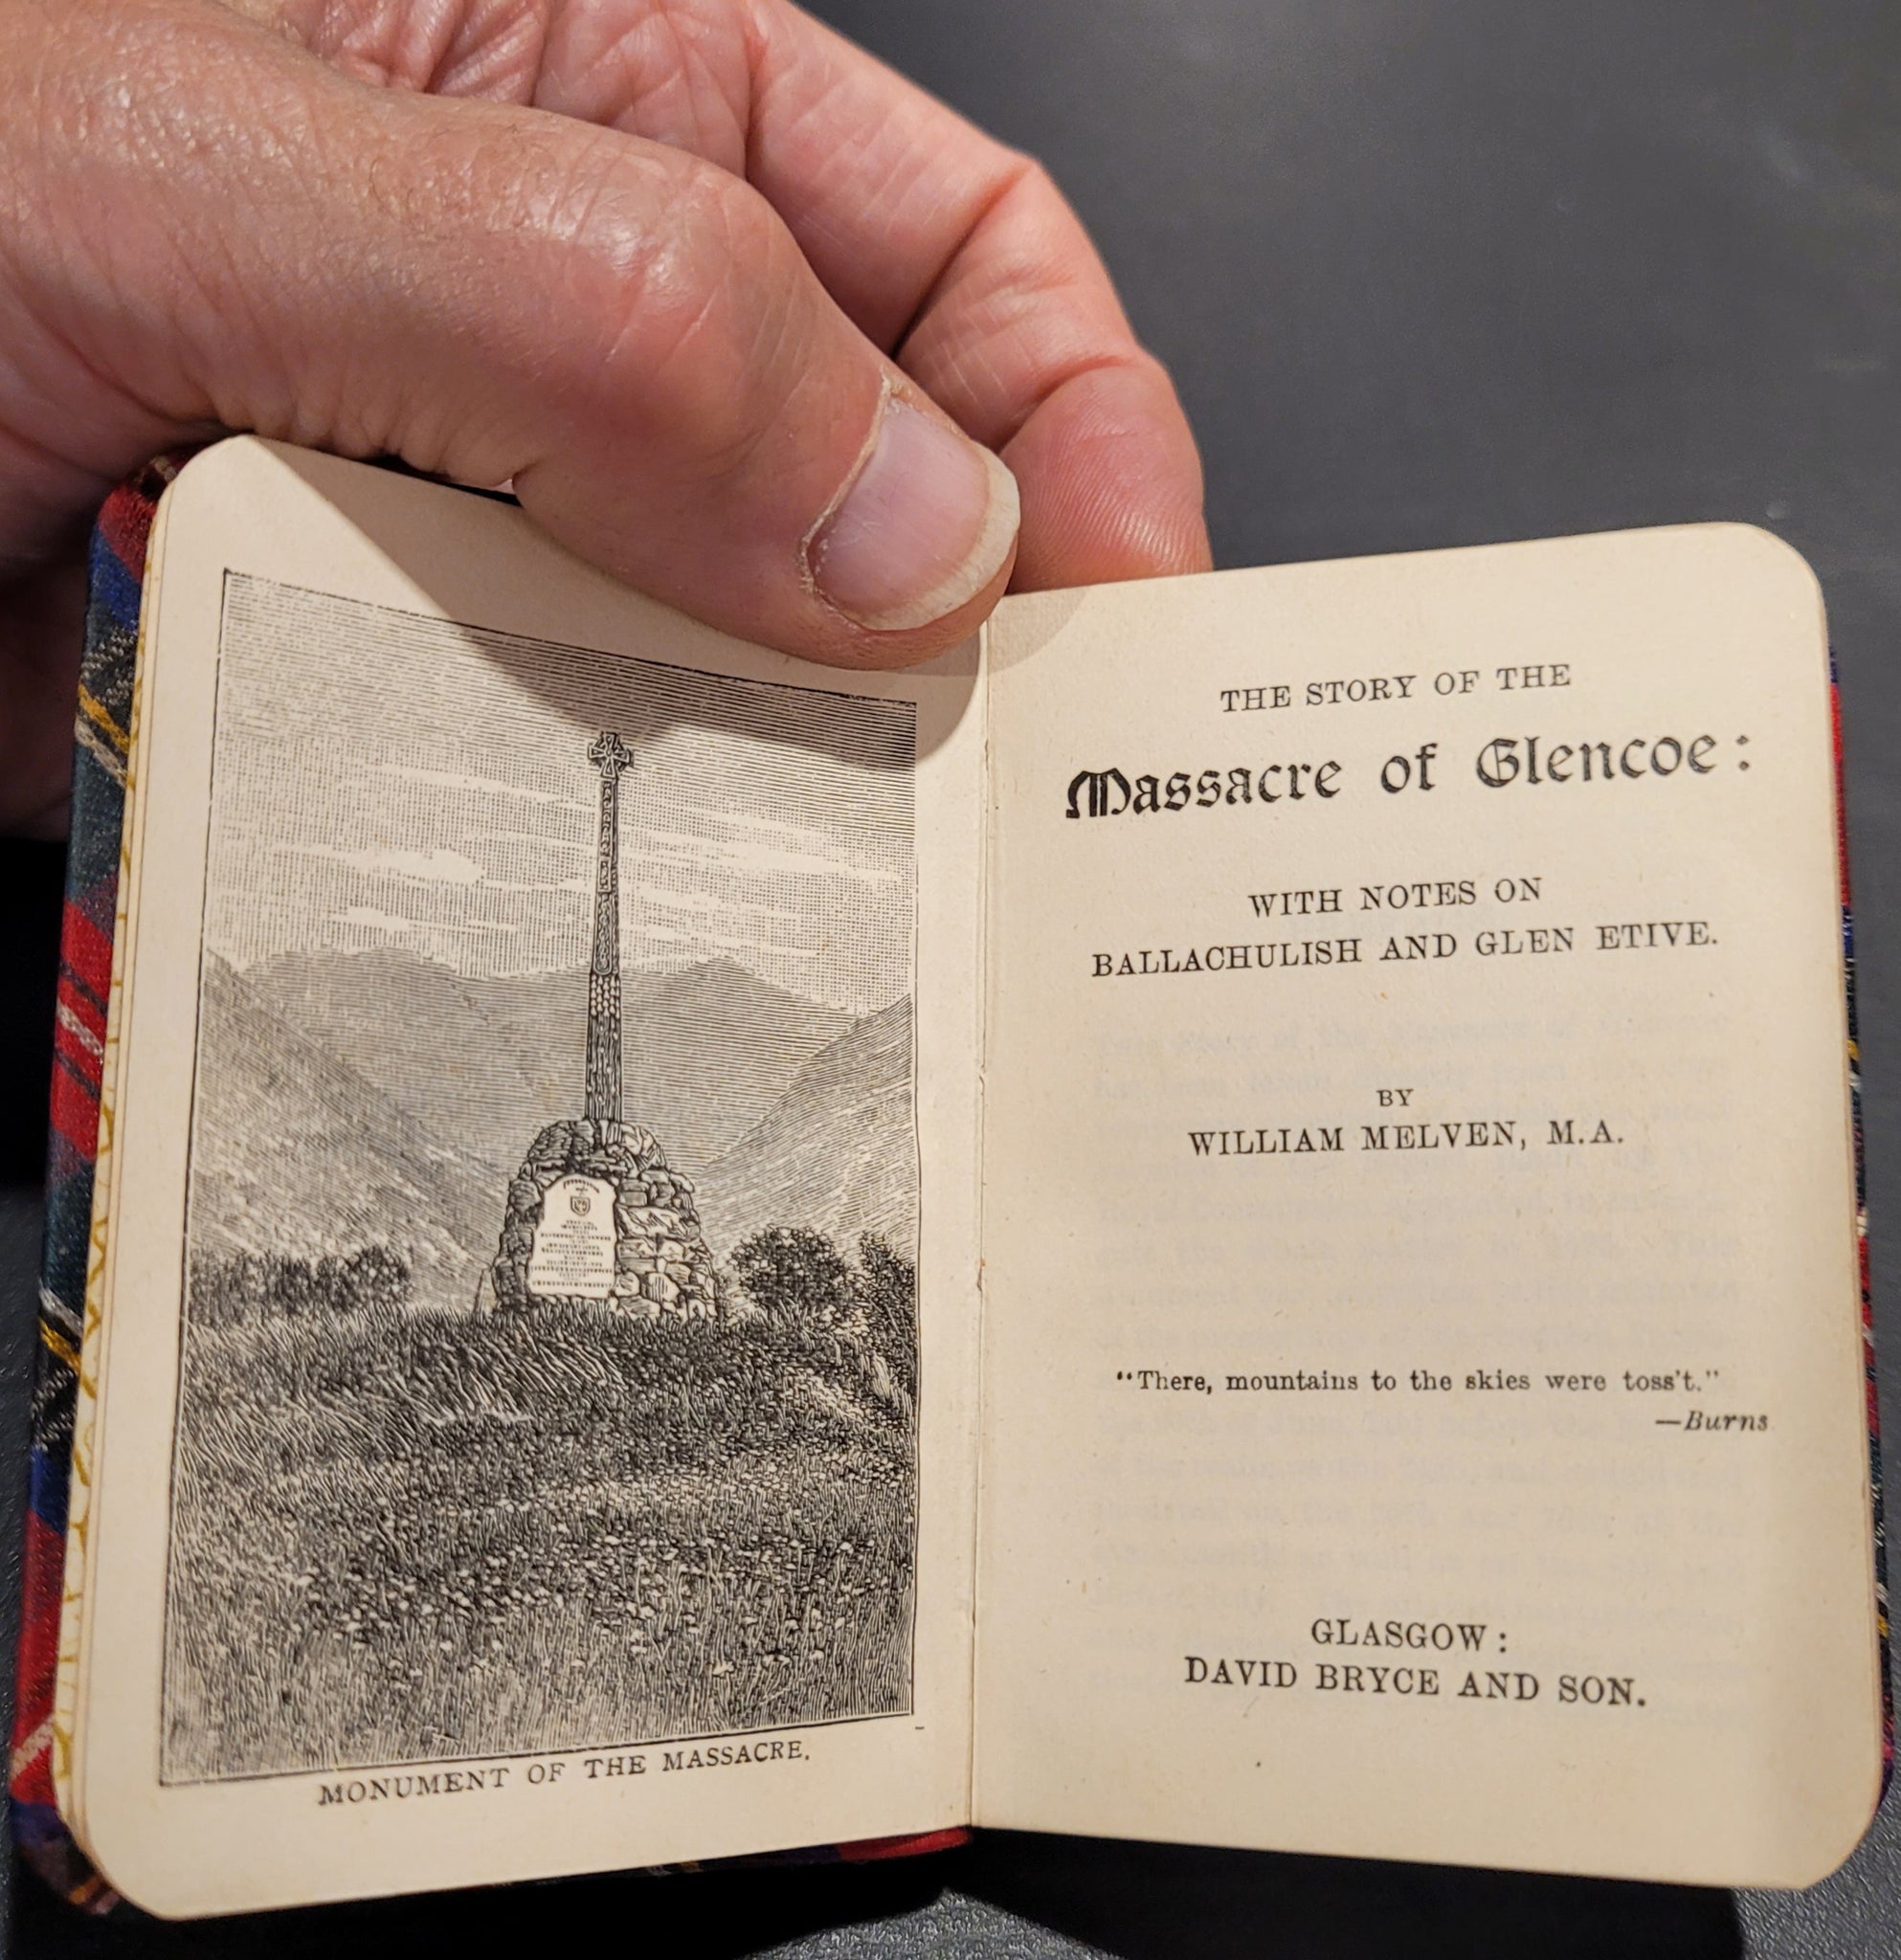 MONUMENT OF THE MASSACRE.
THE STORY OF THE
Massacre of Glencoe:
WITH NOTES ON
BALLACHULISH AND GLEN ETIVE.
BY
WILLIAM MELVEN, M.A.
"There, mountains to the skies were toss't."
—Burns
GLASGOW:
DAVID BRYCE AND SON.